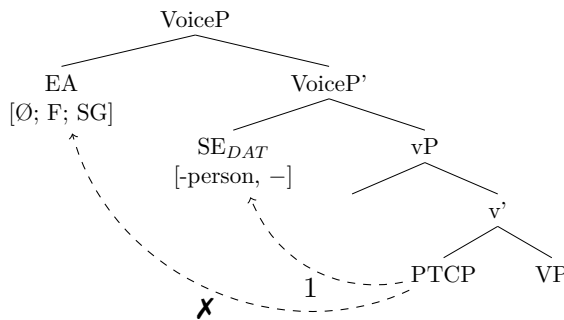 VoiceP
EA
[Ø; F; SG]
VoiceP'
SE_DAT
[-person, −]
vP
v'
PTCP
VP
1
✗